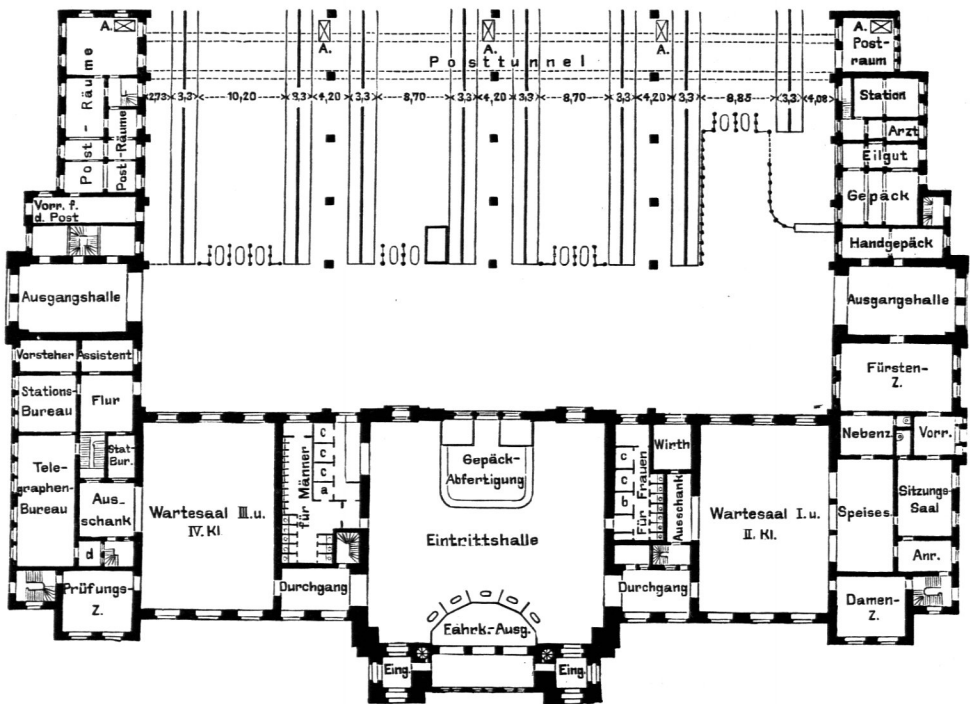 A.
A.
A.
A.
A.
Posttunnel
Post-
raum
Post-Räume
Post-Räume
2,73 3,3 10,20 3,3 4,20 3,3 8,70 3,3 4,20 3,3 8,70 3,3 4,20 3,3 8,85 3,3 4,08
Station
Arzt
Eilgut
Gepäck
Vorr. f.
d. Post
Handgepäck
Ausgangshalle
Ausgangshalle
Vorsteher
Assistent
Stations-
Bureau
Flur
Fürsten-
Z.
Stat-
Bur.
Tele-
graphen-
Bureau
Aus-
schank
d
Prüfungs-
Z.
Wartesaal III. u.
IV. Kl.
für Männer
c
c
c
a
Durchgang
Gepäck-
Abfertigung
Eintrittshalle
Fahrk.-Ausg.
Eing.
Eing.
Für Frauen
c
c
b
Wirth
Ausschank
Durchgang
Wartesaal I. u.
II. Kl.
Nebenz.
Vorr.
Speises.
Sitzungs-
Saal
Anr.
Damen-
Z.